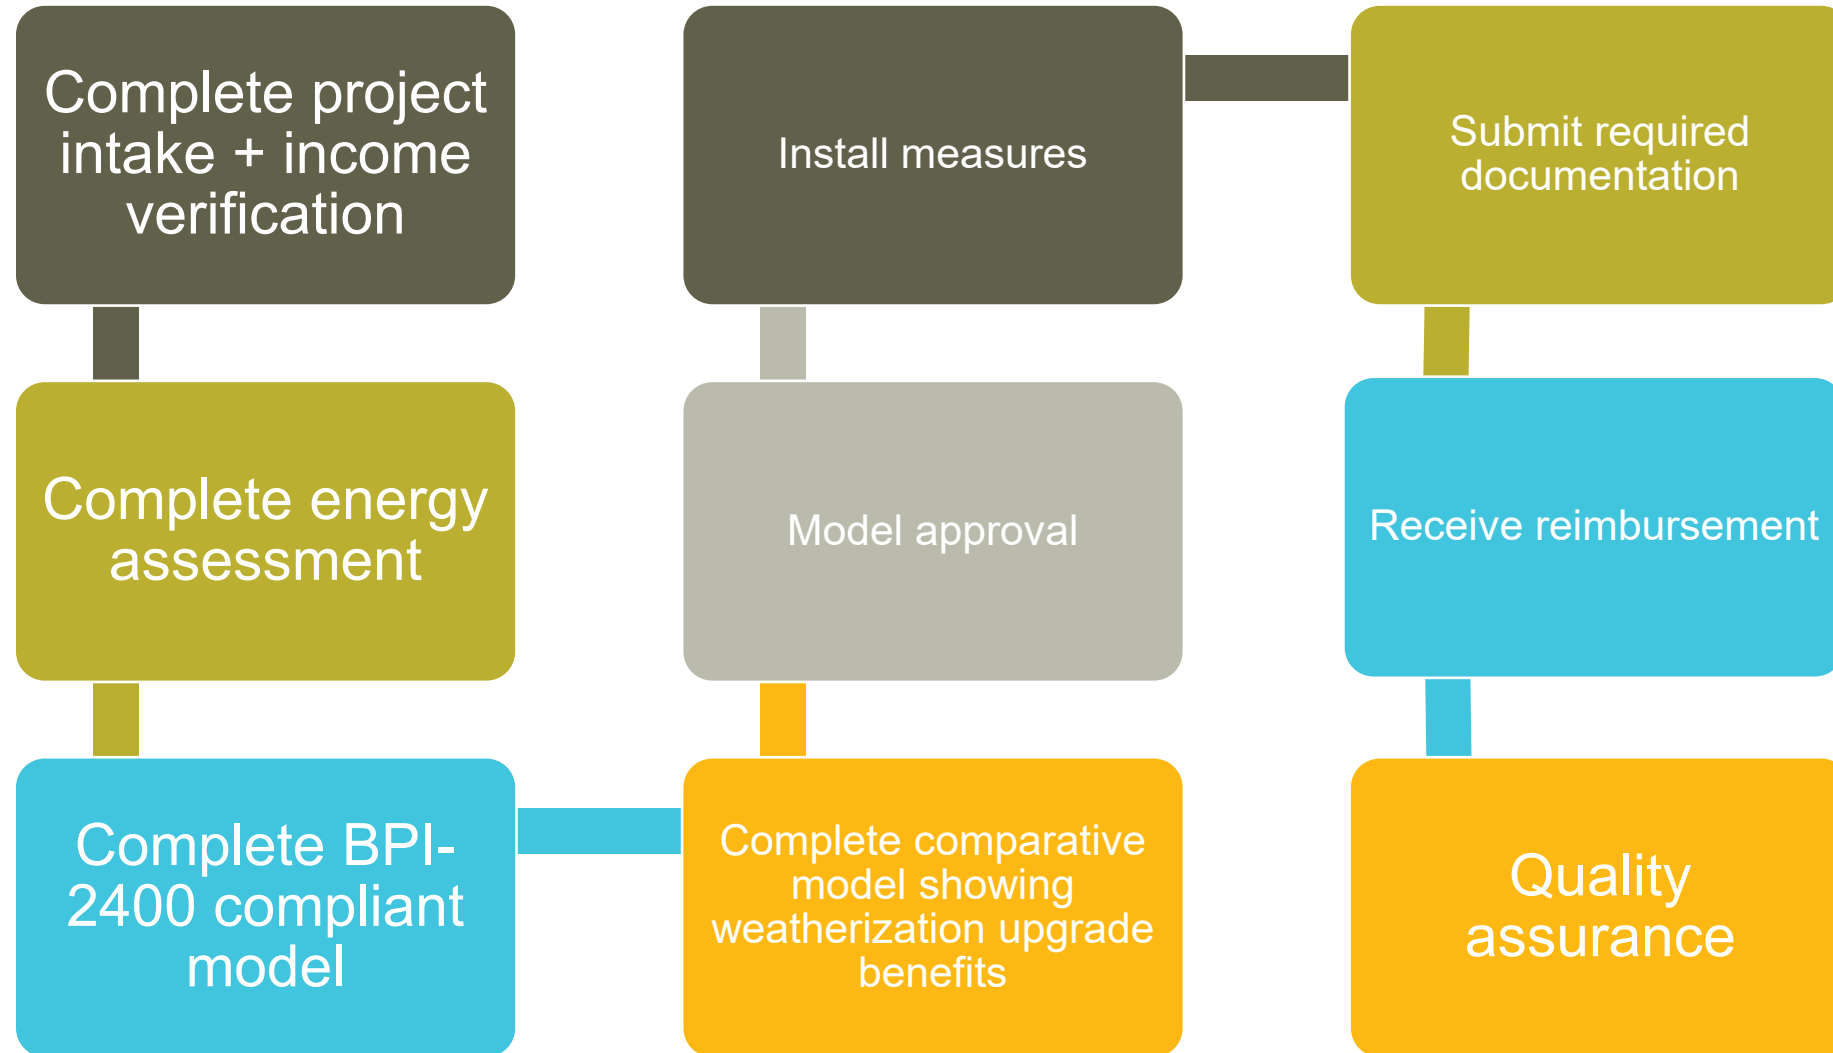 Complete project
intake + income
verification
Complete energy
assessment
Complete BPI-
2400 compliant
model
Complete comparative
model showing
weatherization upgrade
benefits
Model approval
Install measures
Submit required
documentation
Receive reimbursement
Quality
assurance